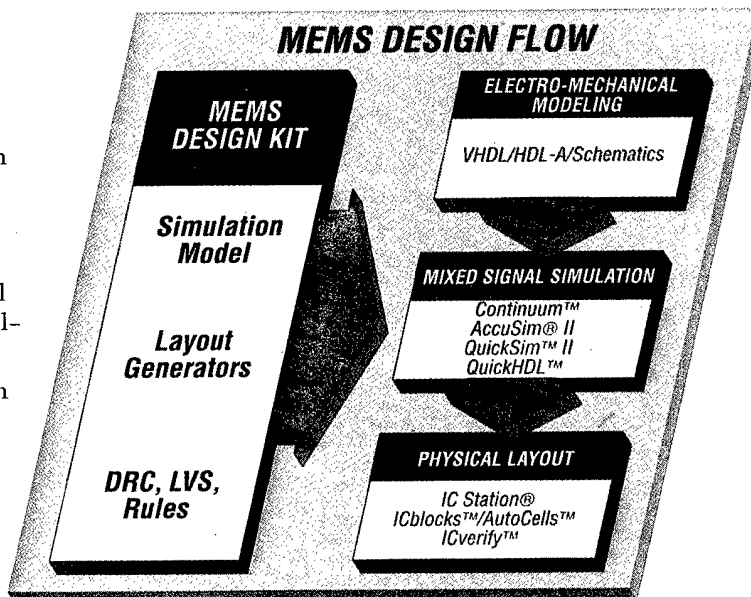 MEMS DESIGN FLOW
MEMS
DESIGN KIT
Simulation
Model
Layout
Generators
DRC, LVS,
Rules
ELECTRO-MECHANICAL
MODELING
VHDL/HDL-A/Schematics
MIXED SIGNAL SIMULATION
Continuum™
AccuSim® II
QuickSim™ II
QuickHDL™
PHYSICAL LAYOUT
IC Station®
ICblocks™/AutoCells™
ICverify™